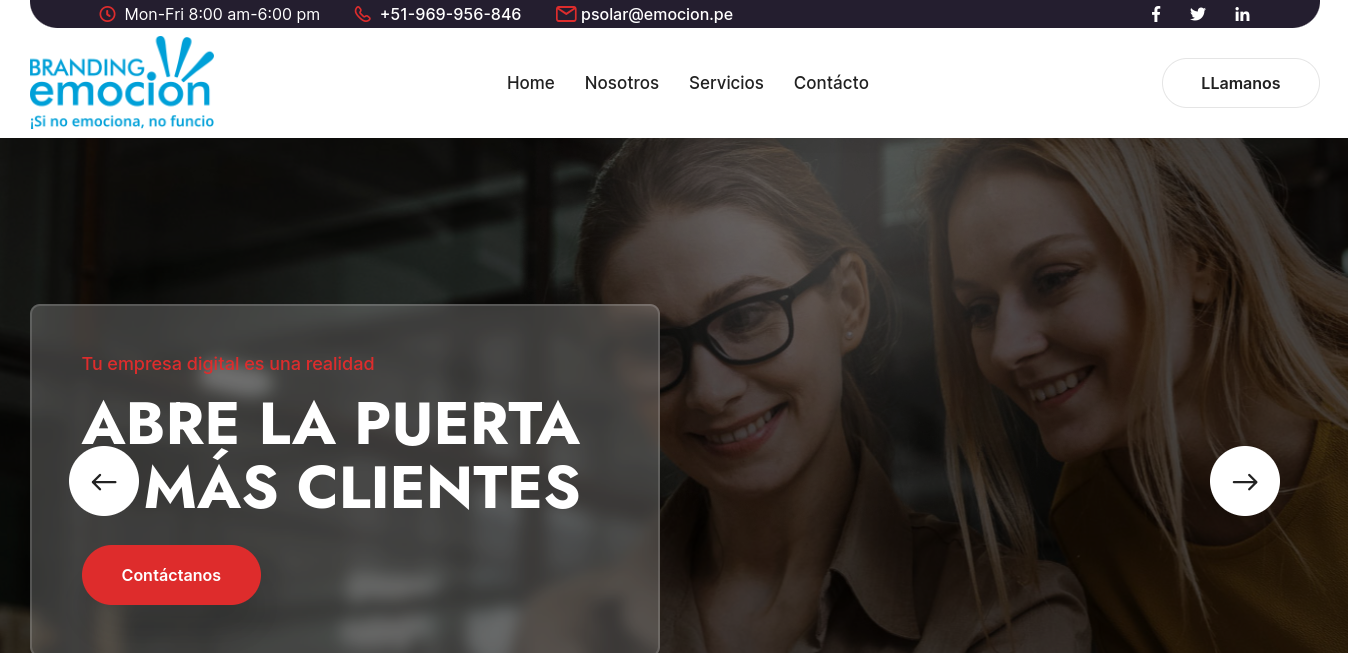 Mon-Fri 8:00 am-6:00 pm +51-969-956-846 psolar@emocion.pe
BRANDING
emocion
¡Si no emociona, no funcio
Home Nosotros Servicios Contácto
LLamanos
Tu empresa digital es una realidad
ABRE LA PUERTA
MÁS CLIENTES
Contáctanos